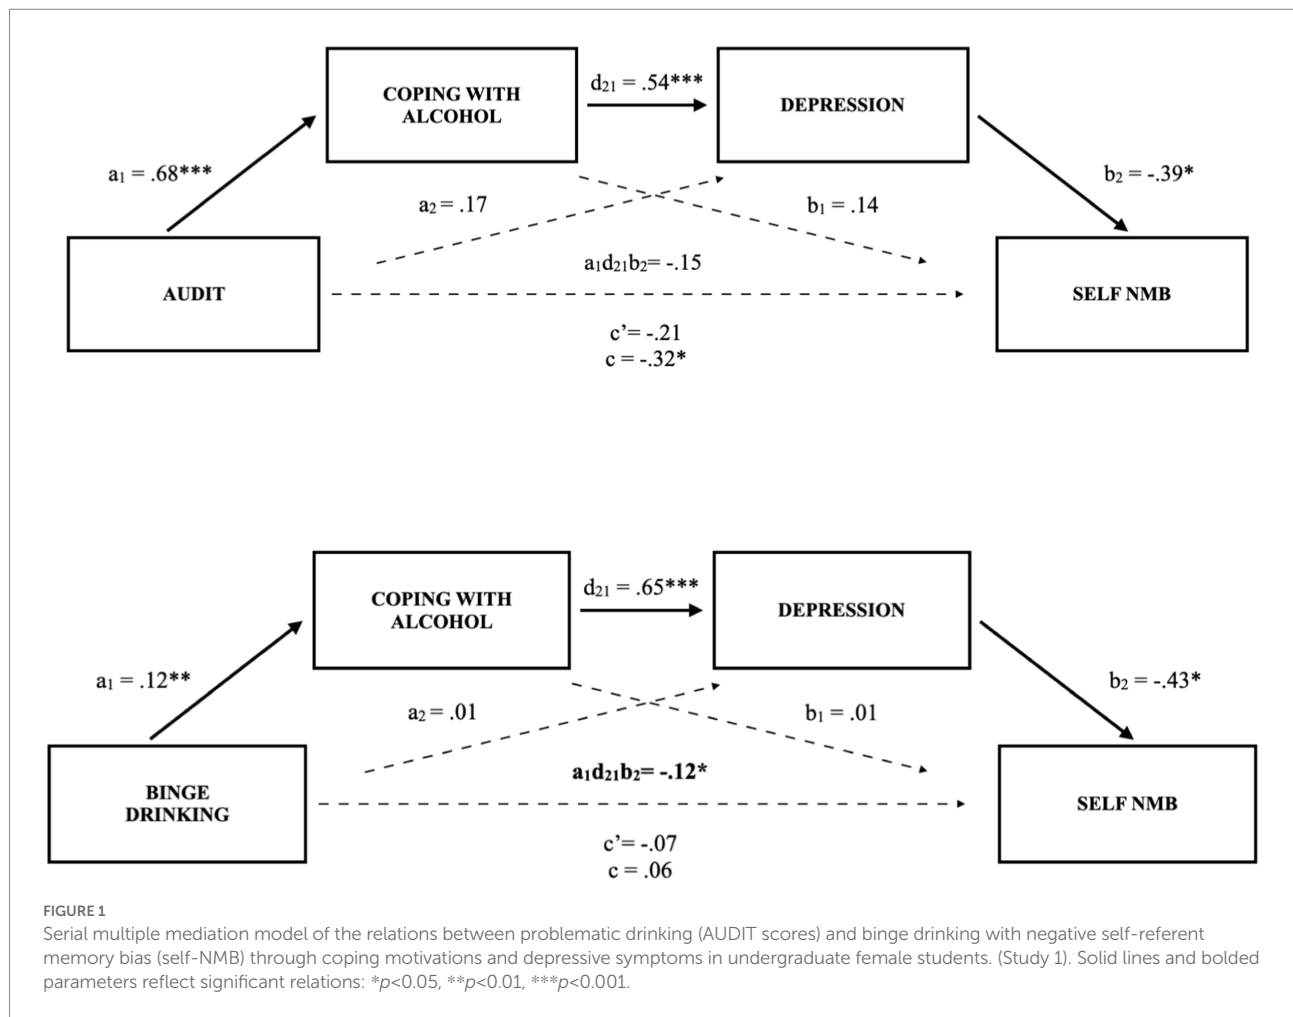 COPING WITH
ALCOHOL
d21 = .54***
DEPRESSION
a1 = .68***
b2 = -.39*
a2 = .17
b1 = .14
AUDIT
a1d21b2= -.15
SELF NMB
c’= -.21
c = -.32*
COPING WITH
ALCOHOL
d21 = .65***
DEPRESSION
a1 = .12**
b2 = -.43*
a2 = .01
b1 = .01
BINGE
DRINKING
a1d21b2= -.12*
SELF NMB
c’= -.07
c = .06
FIGURE 1
Serial multiple mediation model of the relations between problematic drinking (AUDIT scores) and binge drinking with negative self-referent
memory bias (self-NMB) through coping motivations and depressive symptoms in undergraduate female students. (Study 1). Solid lines and bolded
parameters reflect significant relations: *p<0.05, **p<0.01, ***p<0.001.